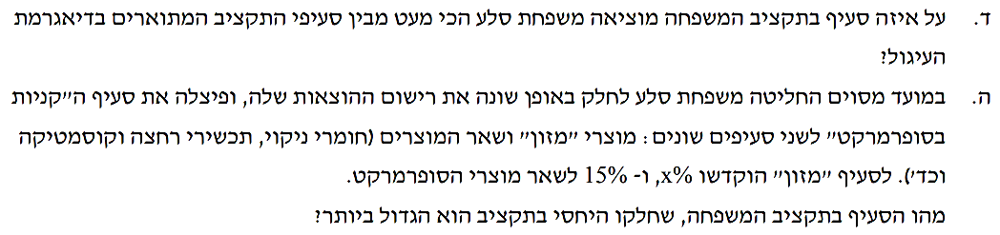 ד. על איזה סעיף בתקציב המשפחה מוציאה משפחת סלע הכי מעט מבין סעיפי התקציב המתוארים בדיאגרמת
העיגול?
ה. במועד מסוים החליטה משפחת סלע לחלק באופן שונה את רישום ההוצאות שלה, ופיצלה את סעיף ה״קניות
בסופרמרקט״ לשני סעיפים שונים: מוצרי ״מזון״ ושאר המוצרים (חומרי ניקוי, תכשירי רחצה וקוסמטיקה
וכד׳). לסעיף ״מזון״ הוקדשו x%, ו- 15% לשאר מוצרי הסופרמרקט.
מהו הסעיף בתקציב המשפחה, שחלקו היחסי בתקציב הוא הגדול ביותר?